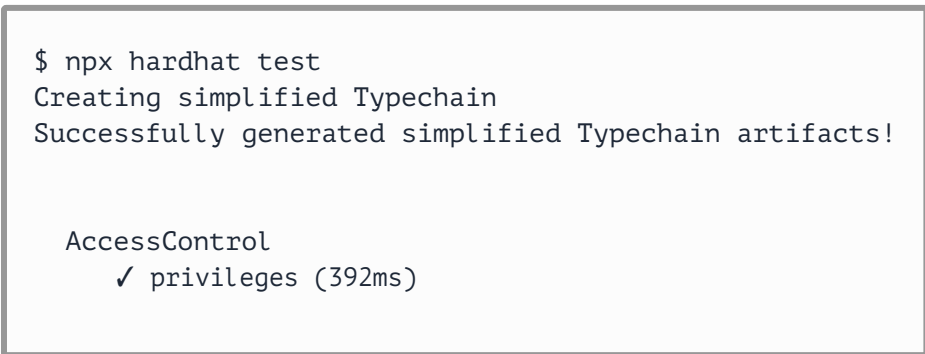 $ npx hardhat test
Creating simplified Typechain
Successfully generated simplified Typechain artifacts!
AccessControl
✓ privileges (392ms)